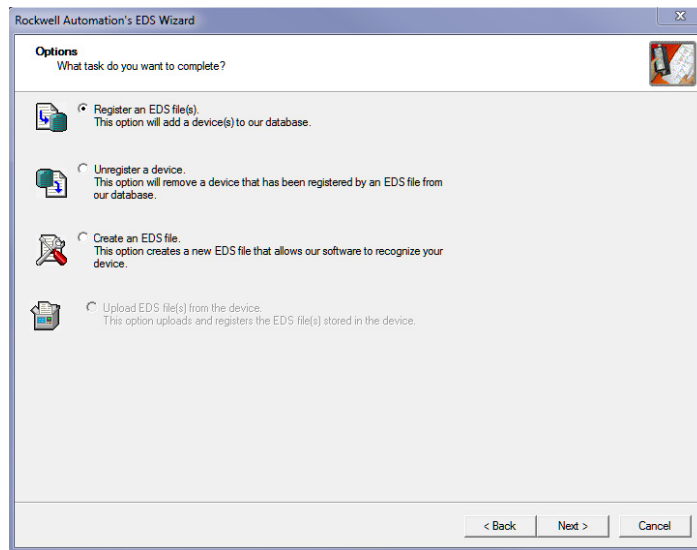 Rockwell Automation's EDS Wizard
Options
What task do you want to complete?
Register an EDS file(s).
This option will add a device(s) to our database.
Unregister a device.
This option will remove a device that has been registered by an EDS file from
our database.
Create an EDS file.
This option creates a new EDS file that allows our software to recognize your
device.
Upload EDS file(s) from the device.
This option uploads and registers the EDS file(s) stored in the device.
< Back
Next >
Cancel